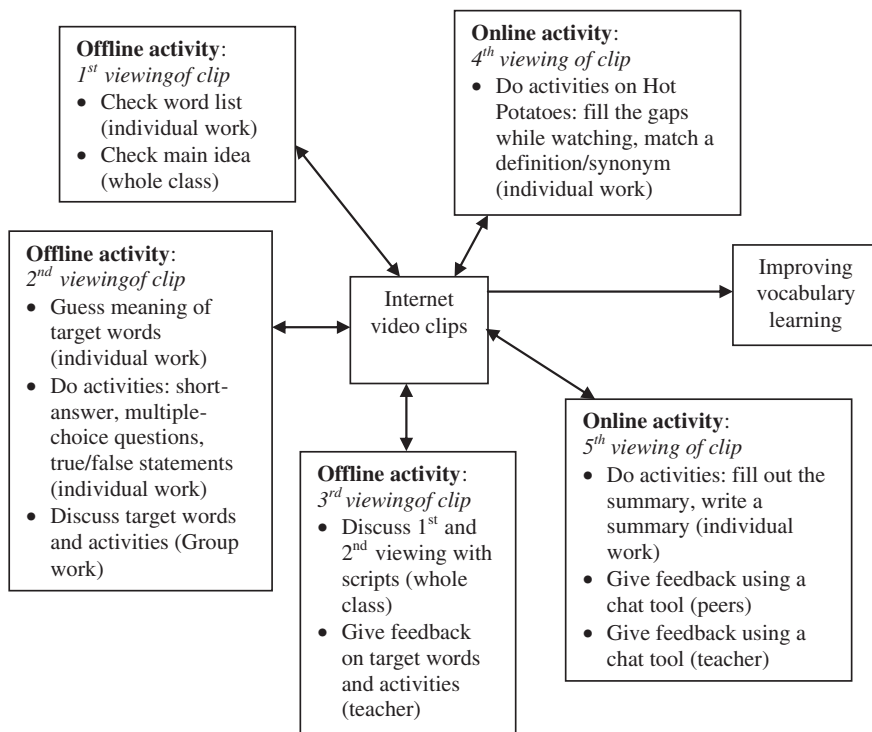 Offline activity:
1st viewingof clip
• Check word list
(individual work)
• Check main idea
(whole class)
Online activity:
4th viewing of clip
• Do activities on Hot
Potatoes: fill the gaps
while watching, match a
definition/synonym
(individual work)
Offline activity:
2nd viewingof clip
• Guess meaning of
target words
(individual work)
• Do activities: short-
answer, multiple-
choice questions,
true/false statements
(individual work)
• Discuss target words
and activities (Group
work)
Internet
video clips
Improving
vocabulary
learning
Offline activity:
3rd viewingof clip
• Discuss 1st and
2nd viewing with
scripts (whole
class)
• Give feedback
on target words
and activities
(teacher)
Online activity:
5th viewing of clip
• Do activities: fill out the
summary, write a
summary (individual
work)
• Give feedback using a
chat tool (peers)
• Give feedback using a
chat tool (teacher)